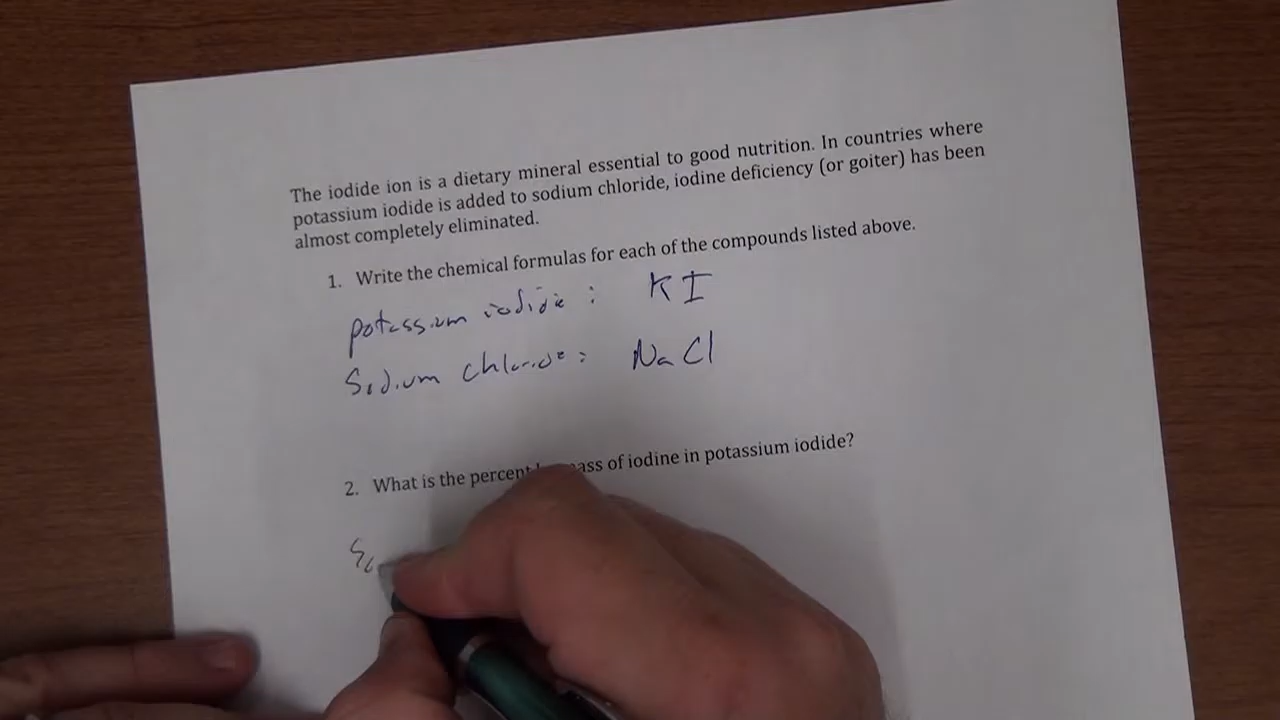 The iodide ion is a dietary mineral essential to good nutrition. In countries where
potassium iodide is added to sodium chloride, iodine deficiency (or goiter) has been
almost completely eliminated.
1. Write the chemical formulas for each of the compounds listed above.
potassium iodide : KI
Sodium chloride : NaCl
2. What is the percent mass of iodine in potassium iodide?